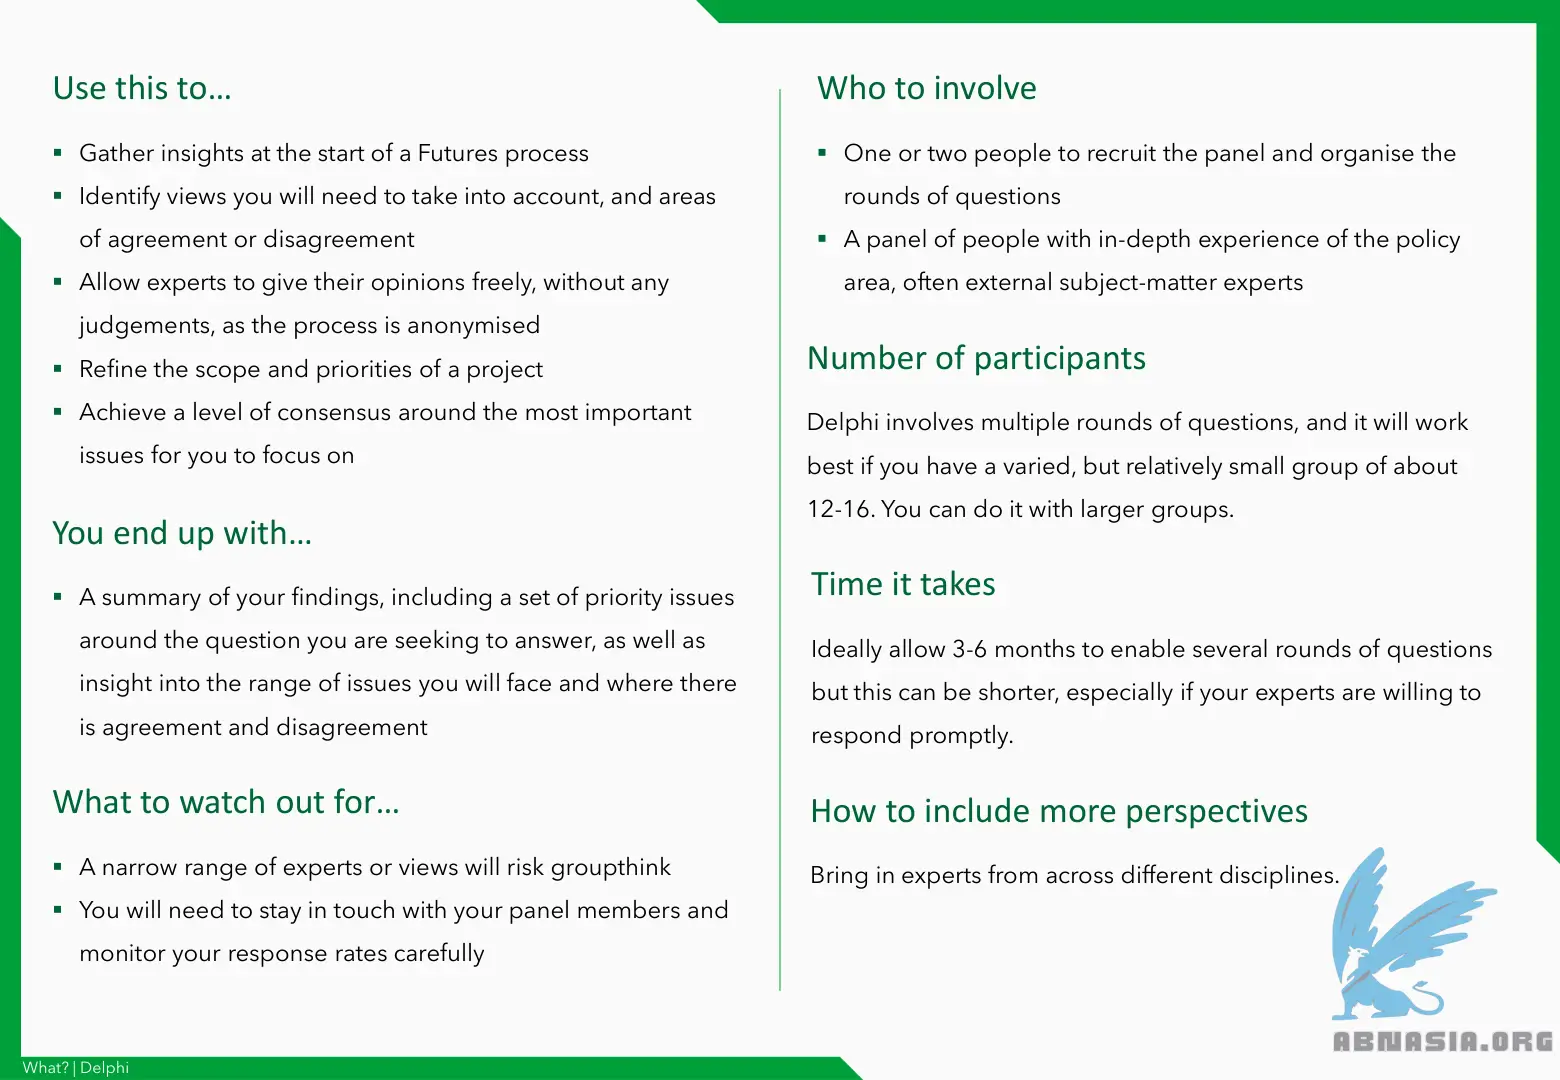 Use this to…
▪ Gather insights at the start of a Futures process
▪ Identify views you will need to take into account, and areas
of agreement or disagreement
▪ Allow experts to give their opinions freely, without any
judgements, as the process is anonymised
▪ Refine the scope and priorities of a project
▪ Achieve a level of consensus around the most important
issues for you to focus on
You end up with…
▪ A summary of your findings, including a set of priority issues
around the question you are seeking to answer, as well as
insight into the range of issues you will face and where there
is agreement and disagreement
What to watch out for…
▪ A narrow range of experts or views will risk groupthink
▪ You will need to stay in touch with your panel members and
monitor your response rates carefully
Who to involve
▪ One or two people to recruit the panel and organise the
rounds of questions
▪ A panel of people with in-depth experience of the policy
area, often external subject-matter experts
Number of participants
Delphi involves multiple rounds of questions, and it will work
best if you have a varied, but relatively small group of about
12-16. You can do it with larger groups.
Time it takes
Ideally allow 3-6 months to enable several rounds of questions
but this can be shorter, especially if your experts are willing to
respond promptly.
How to include more perspectives
Bring in experts from across different disciplines.
ABNASIA.ORG
What? | Delphi